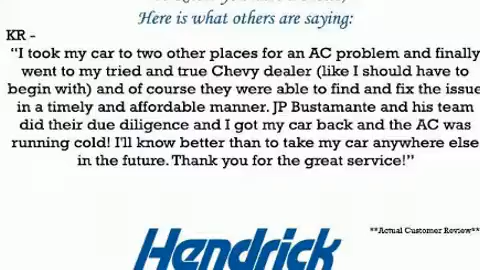 Here is what others are saying:
KR -
"I took my car to two other places for an AC problem and finally
went to my tried and true Chevy dealer (like I should have to
begin with) and of course they were able to find and fix the issue
in a timely and affordable manner. JP Bustamante and his team
did their due diligence and I got my car back and the AC was
running cold! I'll know better than to take my car anywhere else
in the future. Thank you for the great service!"
**Actual Customer Review**
Hendrick